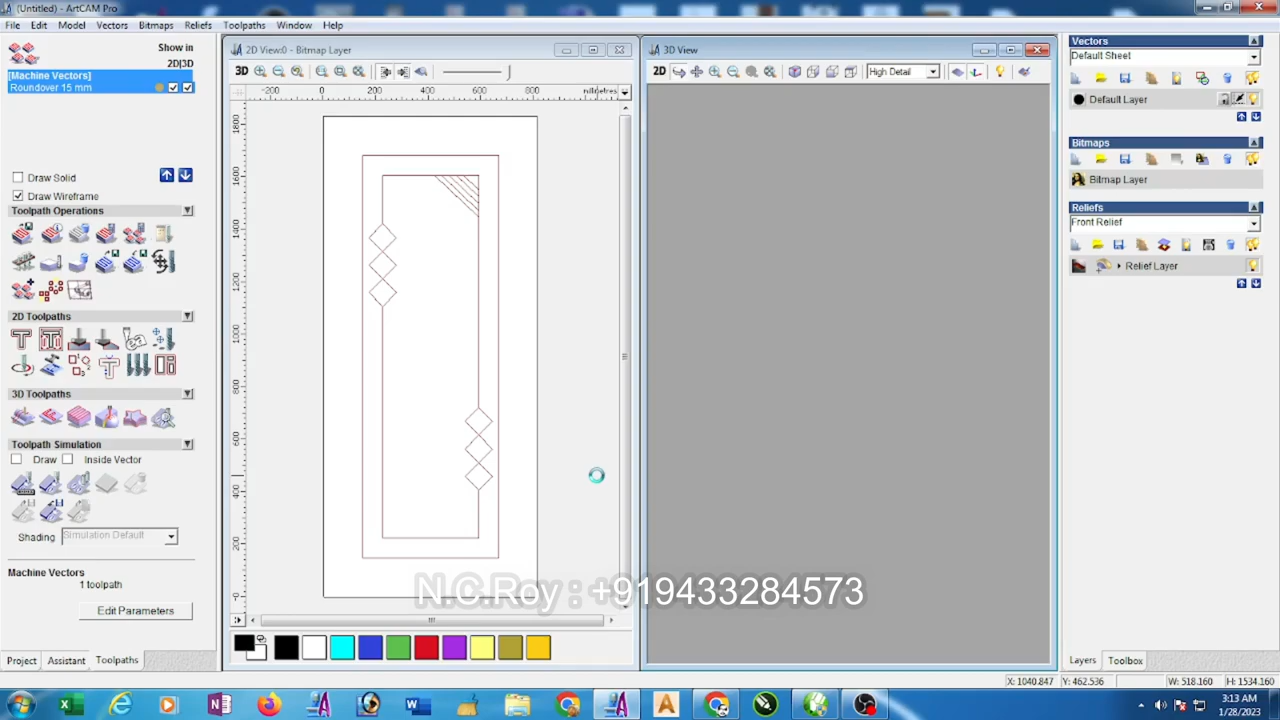 (Untitled) - ArtCAM Pro
File Edit Model Vectors Bitmaps Reliefs Toolpaths Window Help
Show in
2D|3D
[Machine Vectors]
Roundover 15 mm
Draw Solid
Draw Wireframe
Toolpath Operations
2D Toolpaths
3D Toolpaths
Toolpath Simulation
Draw Inside Vector
Shading Simulation Default
Machine Vectors
1 toolpath
Edit Parameters
Project Assistant Toolpaths
2D View:0 - Bitmap Layer
3D
-200 0 200 400 600 800 millimetres
1800
1600
1400
1200
1000
800
600
400
200
3D View
2D High Detail
Vectors
Default Sheet
Default Layer
Bitmaps
Bitmap Layer
Reliefs
Front Relief
Relief Layer
Layers Toolbox
N.C.Roy : +919433284573
X: 1040.847 Y: 462.536 W: 518.160 H: 1534.160
3:13 AM
1/28/2023